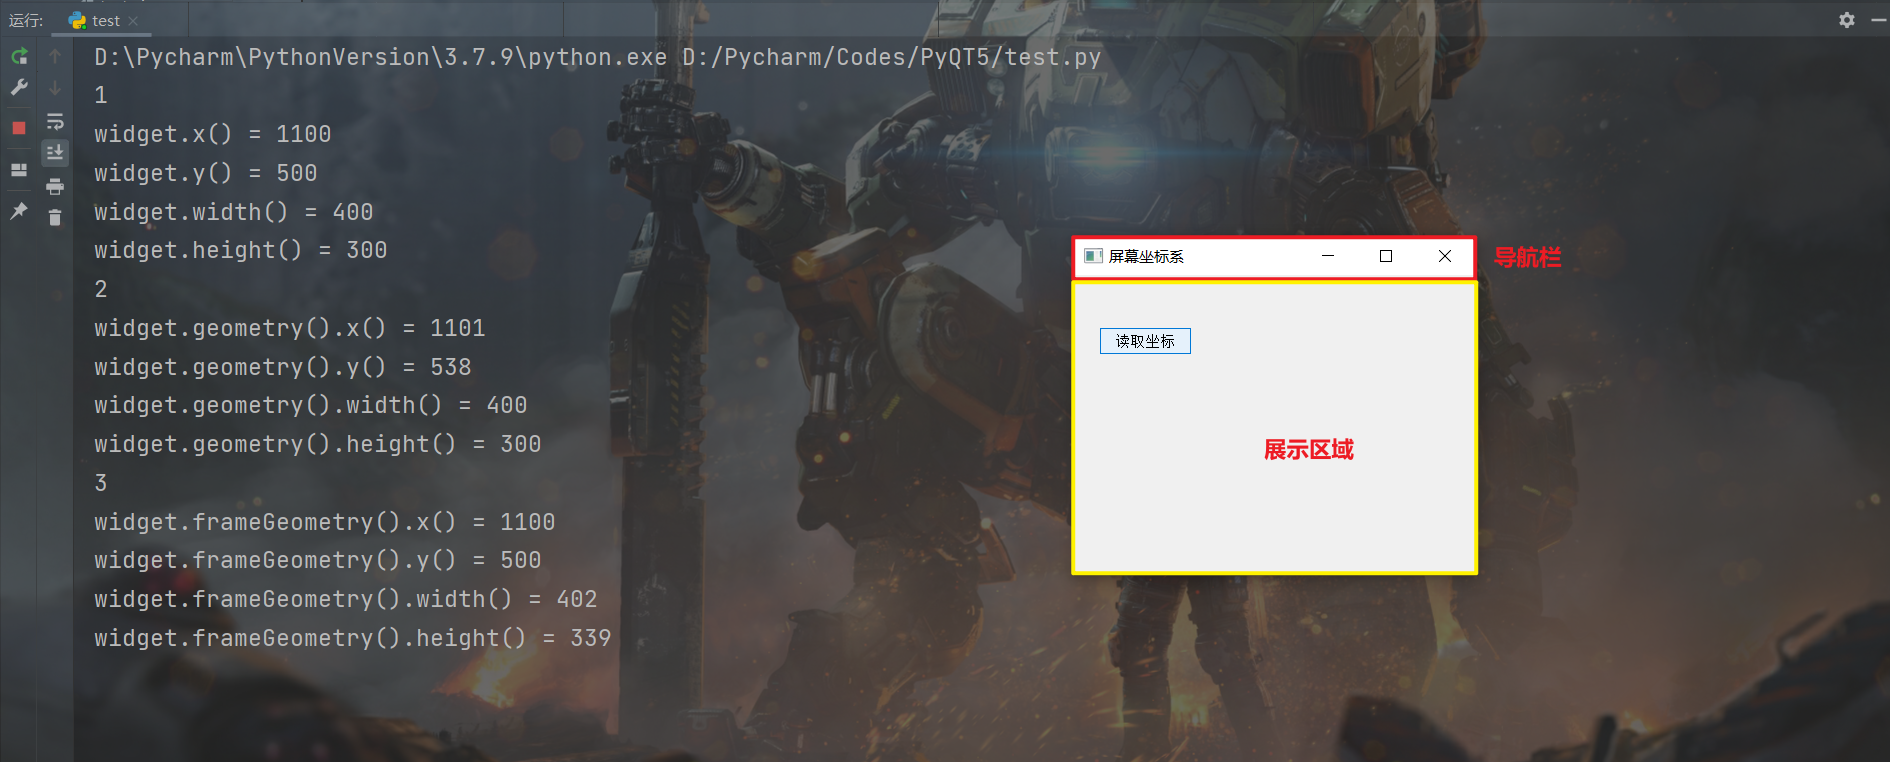 运行:
test
D:\Pycharm\PythonVersion\3.7.9\python.exe D:/Pycharm/Codes/PyQT5/test.py
1
widget.x() = 1100
widget.y() = 500
widget.width() = 400
widget.height() = 300
2
widget.geometry().x() = 1101
widget.geometry().y() = 538
widget.geometry().width() = 400
widget.geometry().height() = 300
3
widget.frameGeometry().x() = 1100
widget.frameGeometry().y() = 500
widget.frameGeometry().width() = 402
widget.frameGeometry().height() = 339
屏幕坐标系
导航栏
读取坐标
展示区域